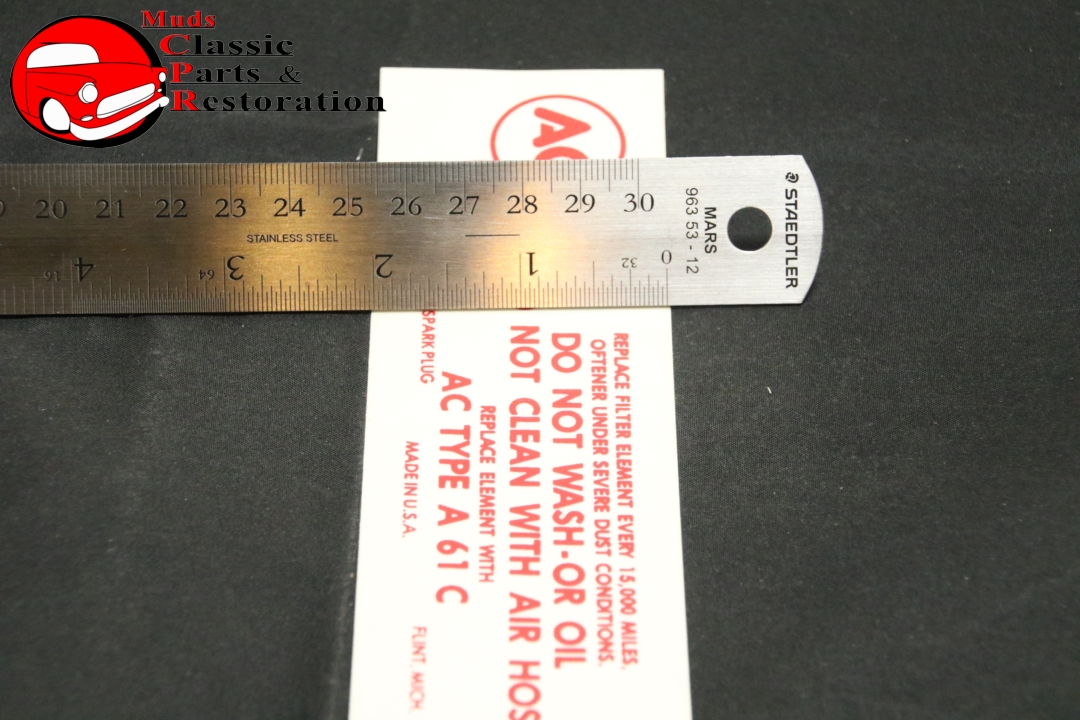 Muds
Classic
Parts &
Restoration
AC
20 21 22 23 24 25 26 27 28 29 30
STAINLESS STEEL
16 4 64 3 2 1 32 0
MARS
963 53 - 12
STAEDTLER
REPLACE FILTER ELEMENT EVERY 15,000 MILES.
OFTENER UNDER SEVERE DUST CONDITIONS.
DO NOT WASH-OR OIL
NOT CLEAN WITH AIR
REPLACE ELEMENT WITH
AC TYPE A 61 C
SPARK PLUG
MADE IN U.S.A.
FLINT, MICH.